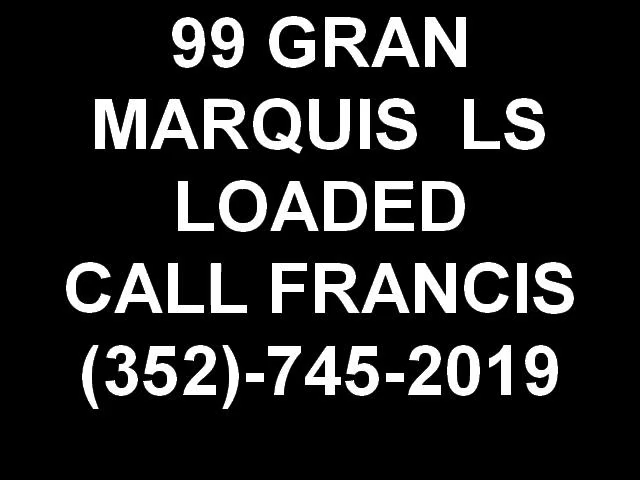 99 GRAN
MARQUIS  LS
LOADED
CALL FRANCIS
(352)-745-2019